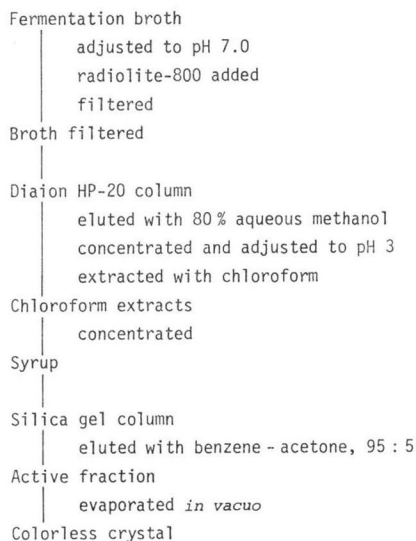 Fermentation broth
adjusted to pH 7.0
radiolite-800 added
filtered
Broth filtered
Diaion HP-20 column
eluted with 80 % aqueous methanol
concentrated and adjusted to pH 3
extracted with chloroform
Chloroform extracts
concentrated
Syrup
Silica gel column
eluted with benzene - acetone, 95 : 5
Active fraction
evaporated in vacuo
Colorless crystal